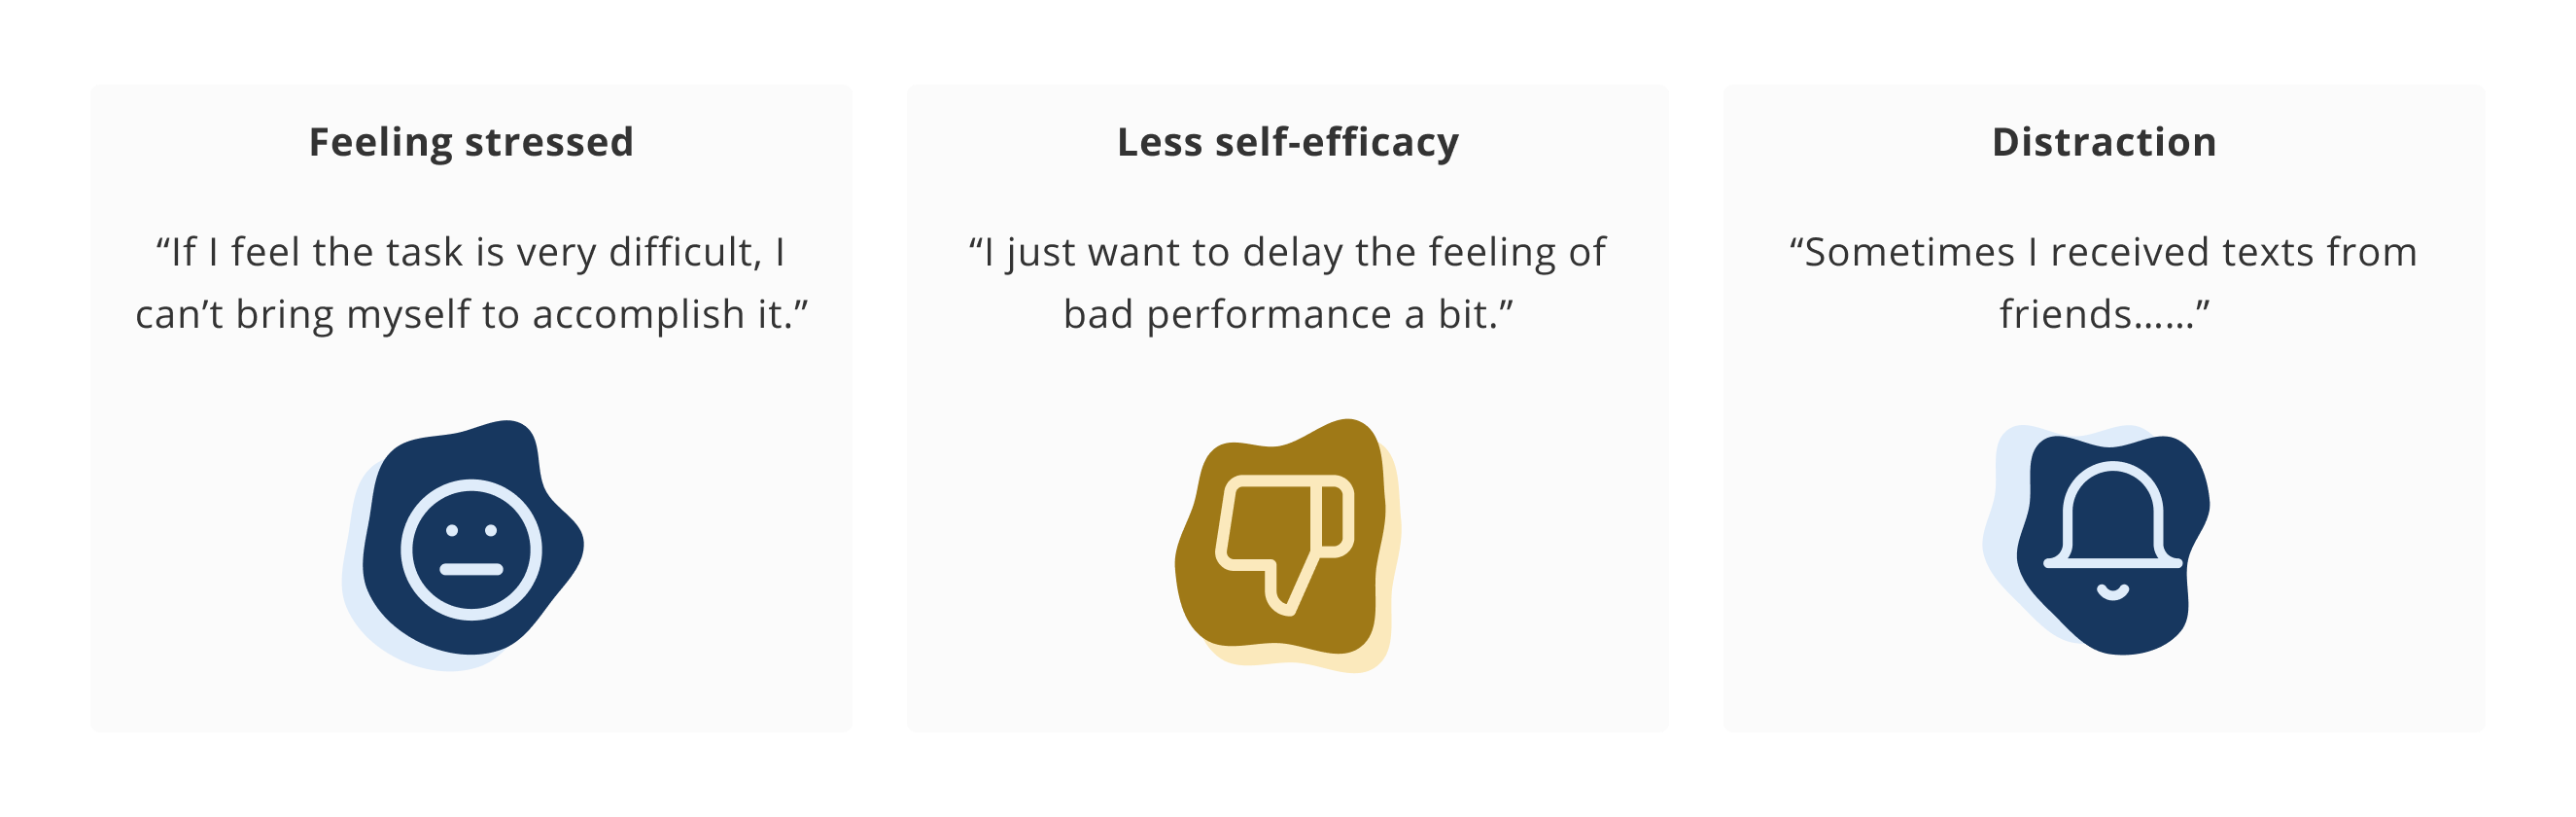 Feeling stressed
“If I feel the task is very difficult, I
can’t bring myself to accomplish it.”
Less self-efficacy
“I just want to delay the feeling of
bad performance a bit.”
Distraction
“Sometimes I received texts from
friends……”